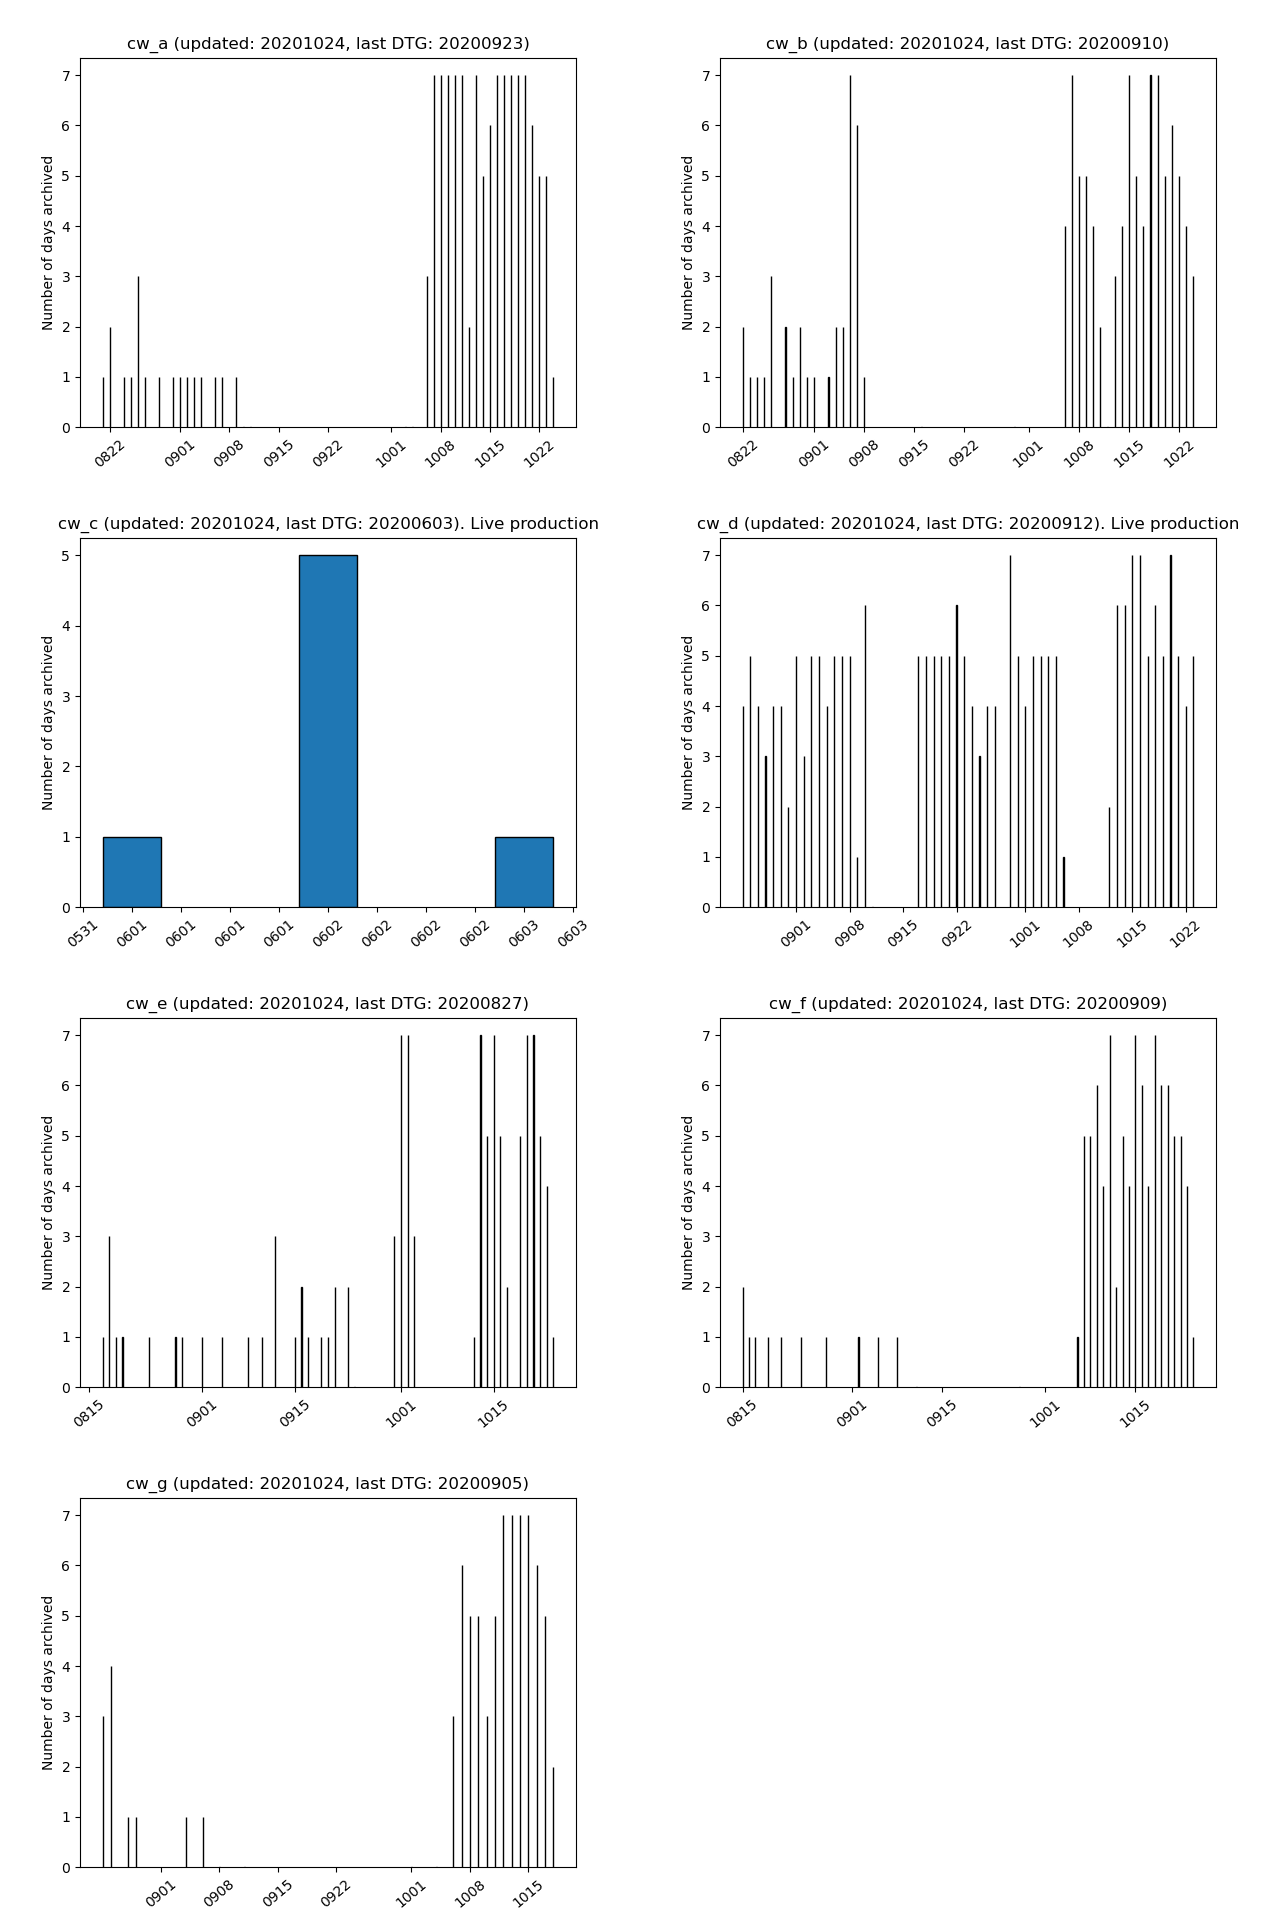 cw_a (updated: 20201024, last DTG: 20200923)
Number of days archived
7
6
5
4
3
2
1
0
0822 0901 0908 0915 0922 1001 1008 1015 1022
cw_b (updated: 20201024, last DTG: 20200910)
Number of days archived
7
6
5
4
3
2
1
0
0822 0901 0908 0915 0922 1001 1008 1015 1022
cw_c (updated: 20201024, last DTG: 20200603). Live production
Number of days archived
5
4
3
2
1
0
0531 0601 0601 0601 0601 0602 0602 0602 0602 0603 0603
cw_d (updated: 20201024, last DTG: 20200912). Live production
Number of days archived
7
6
5
4
3
2
1
0
0901 0908 0915 0922 1001 1008 1015 1022
cw_e (updated: 20201024, last DTG: 20200827)
Number of days archived
7
6
5
4
3
2
1
0
0815 0901 0915 1001 1015
cw_f (updated: 20201024, last DTG: 20200909)
Number of days archived
7
6
5
4
3
2
1
0
0815 0901 0915 1001 1015
cw_g (updated: 20201024, last DTG: 20200905)
Number of days archived
7
6
5
4
3
2
1
0
0901 0908 0915 0922 1001 1008 1015